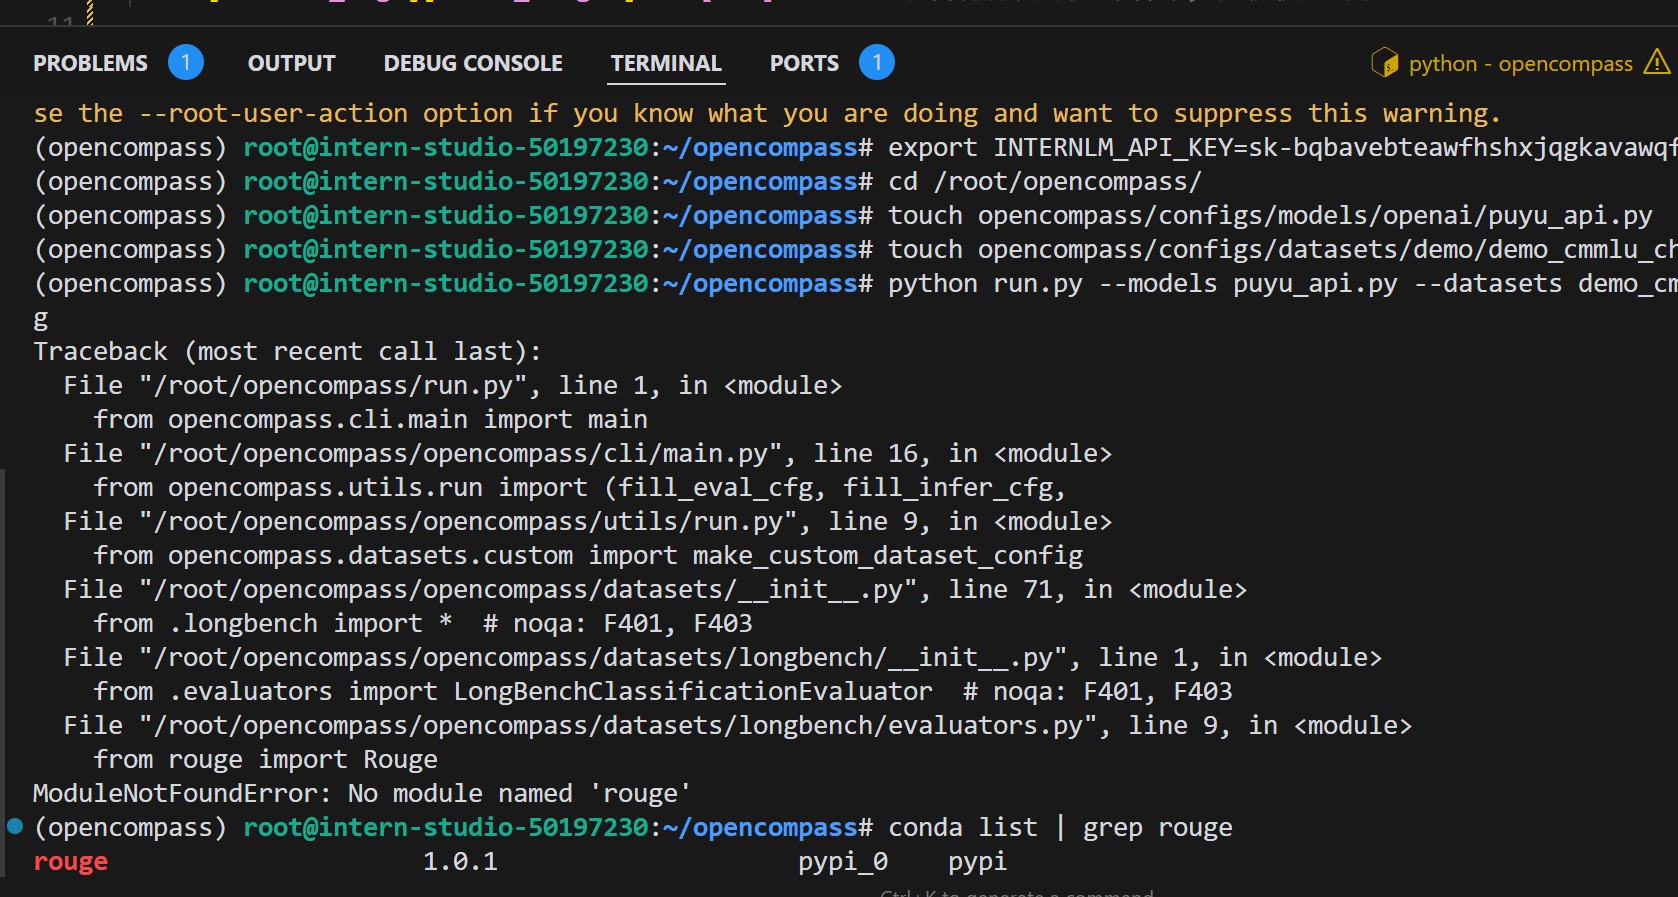 11
PROBLEMS 1 OUTPUT DEBUG CONSOLE TERMINAL PORTS 1 python - opencompass
se the --root-user-action option if you know what you are doing and want to suppress this warning.
(opencompass) root@intern-studio-50197230:~/opencompass# export INTERNLM_API_KEY=sk-bqbavebteawfhshxjqgkavawqf
(opencompass) root@intern-studio-50197230:~/opencompass# cd /root/opencompass/
(opencompass) root@intern-studio-50197230:~/opencompass# touch opencompass/configs/models/openai/puyu_api.py
(opencompass) root@intern-studio-50197230:~/opencompass# touch opencompass/configs/datasets/demo/demo_cmmlu_ch
(opencompass) root@intern-studio-50197230:~/opencompass# python run.py --models puyu_api.py --datasets demo_cm
g
Traceback (most recent call last):
  File "/root/opencompass/run.py", line 1, in <module>
    from opencompass.cli.main import main
  File "/root/opencompass/opencompass/cli/main.py", line 16, in <module>
    from opencompass.utils.run import (fill_eval_cfg, fill_infer_cfg,
  File "/root/opencompass/opencompass/utils/run.py", line 9, in <module>
    from opencompass.datasets.custom import make_custom_dataset_config
  File "/root/opencompass/opencompass/datasets/__init__.py", line 71, in <module>
    from .longbench import *  # noqa: F401, F403
  File "/root/opencompass/opencompass/datasets/longbench/__init__.py", line 1, in <module>
    from .evaluators import LongBenchClassificationEvaluator  # noqa: F401, F403
  File "/root/opencompass/opencompass/datasets/longbench/evaluators.py", line 9, in <module>
    from rouge import Rouge
ModuleNotFoundError: No module named 'rouge'
(opencompass) root@intern-studio-50197230:~/opencompass# conda list | grep rouge
rouge                     1.0.1                    pypi_0    pypi
Ctrl+K to generate a command